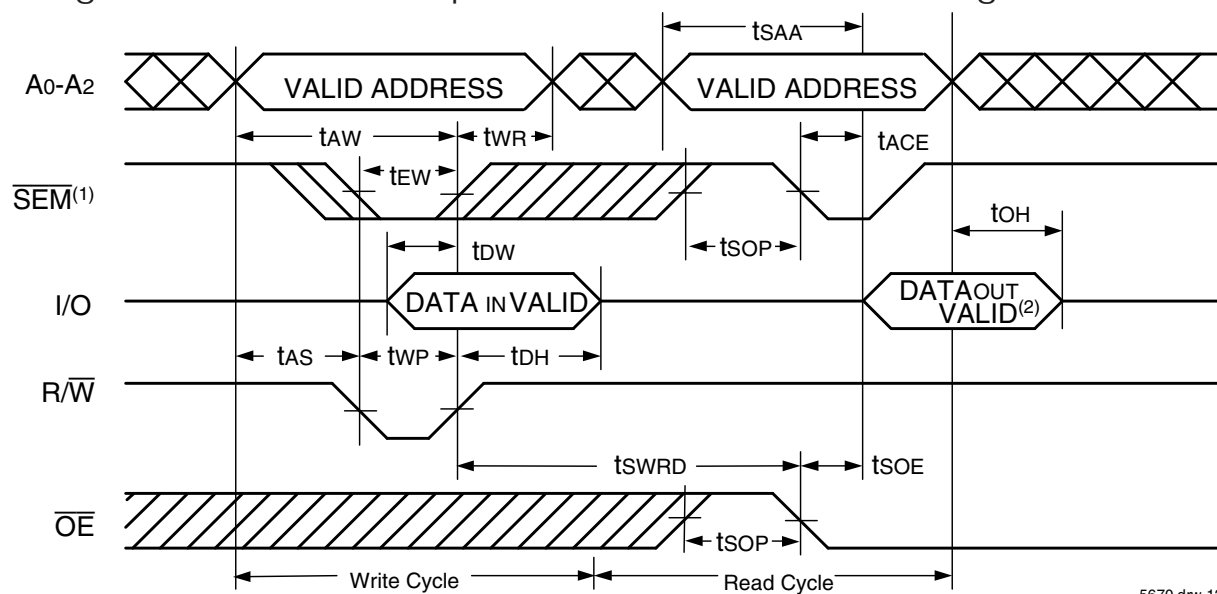 tSAA
A0-A2
VALID ADDRESS
VALID ADDRESS
tAW
tWR
tACE
tEW
SEM(1)
tOH
tDW
tSOP
I/O
DATA IN VALID
DATAOUT
VALID(2)
tAS
tWP
tDH
R/W
tSWRD
tSOE
OE
tSOP
Write Cycle
Read Cycle